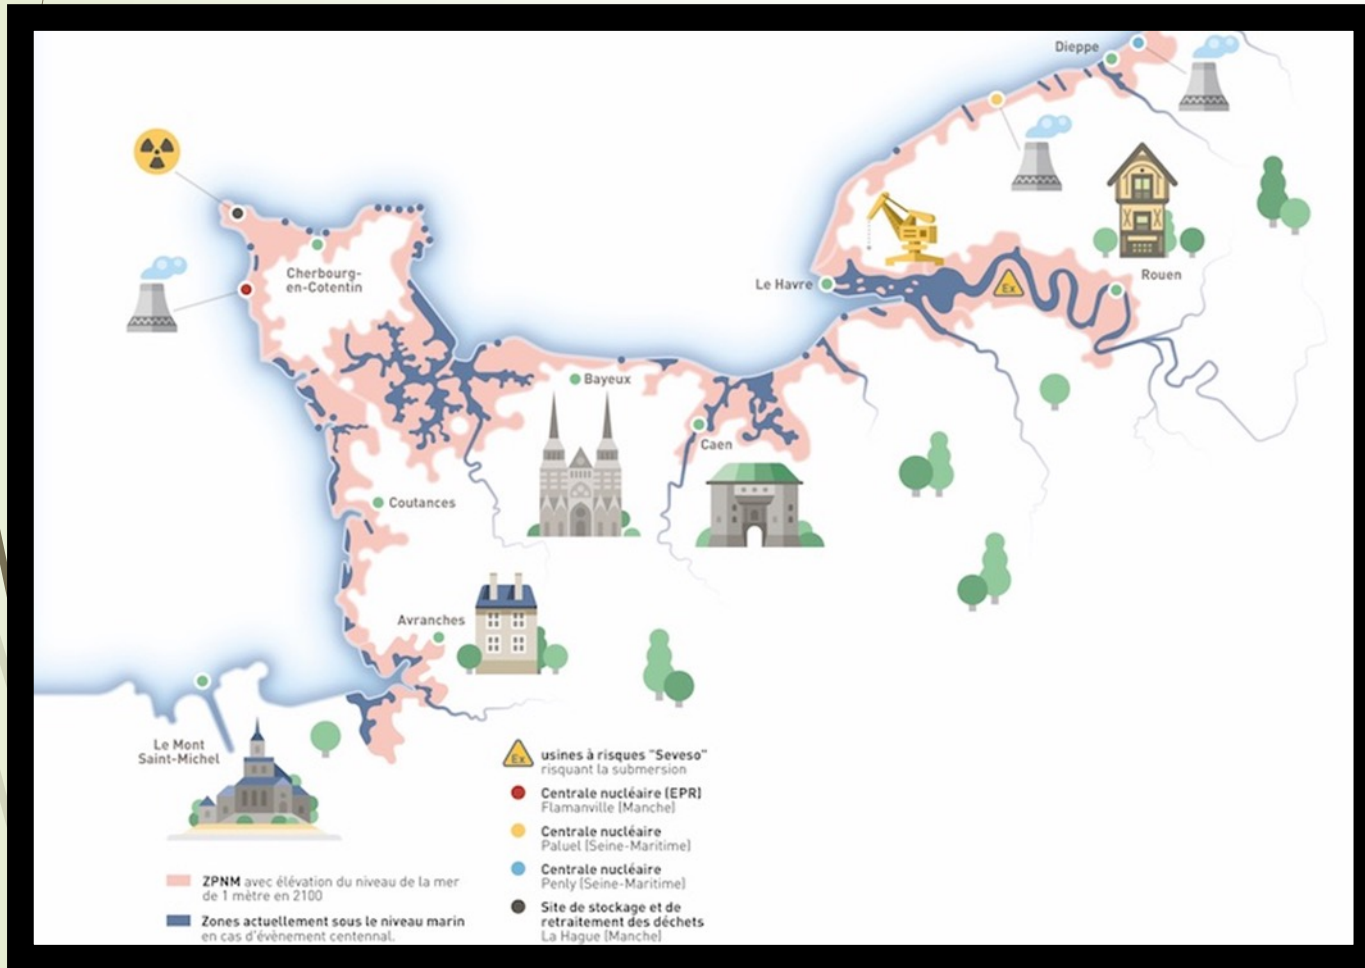 Dieppe
Cherbourg-
en-Cotentin
Le Havre
Ex
Rouen
Bayeux
Caen
Coutances
Avranches
Le Mont
Saint-Michel
ZPNM avec élévation du niveau de la mer
de 1 mètre en 2100
Zones actuellement sous le niveau marin
en cas d'évènement centennal.
Ex
usines à risques "Seveso"
risquant la submersion
Centrale nucléaire (EPR)
Flamanville (Manche)
Centrale nucléaire
Paluel (Seine-Maritime)
Centrale nucléaire
Penly (Seine-Maritime)
Site de stockage et de
retraitement des déchets
La Hague (Manche)